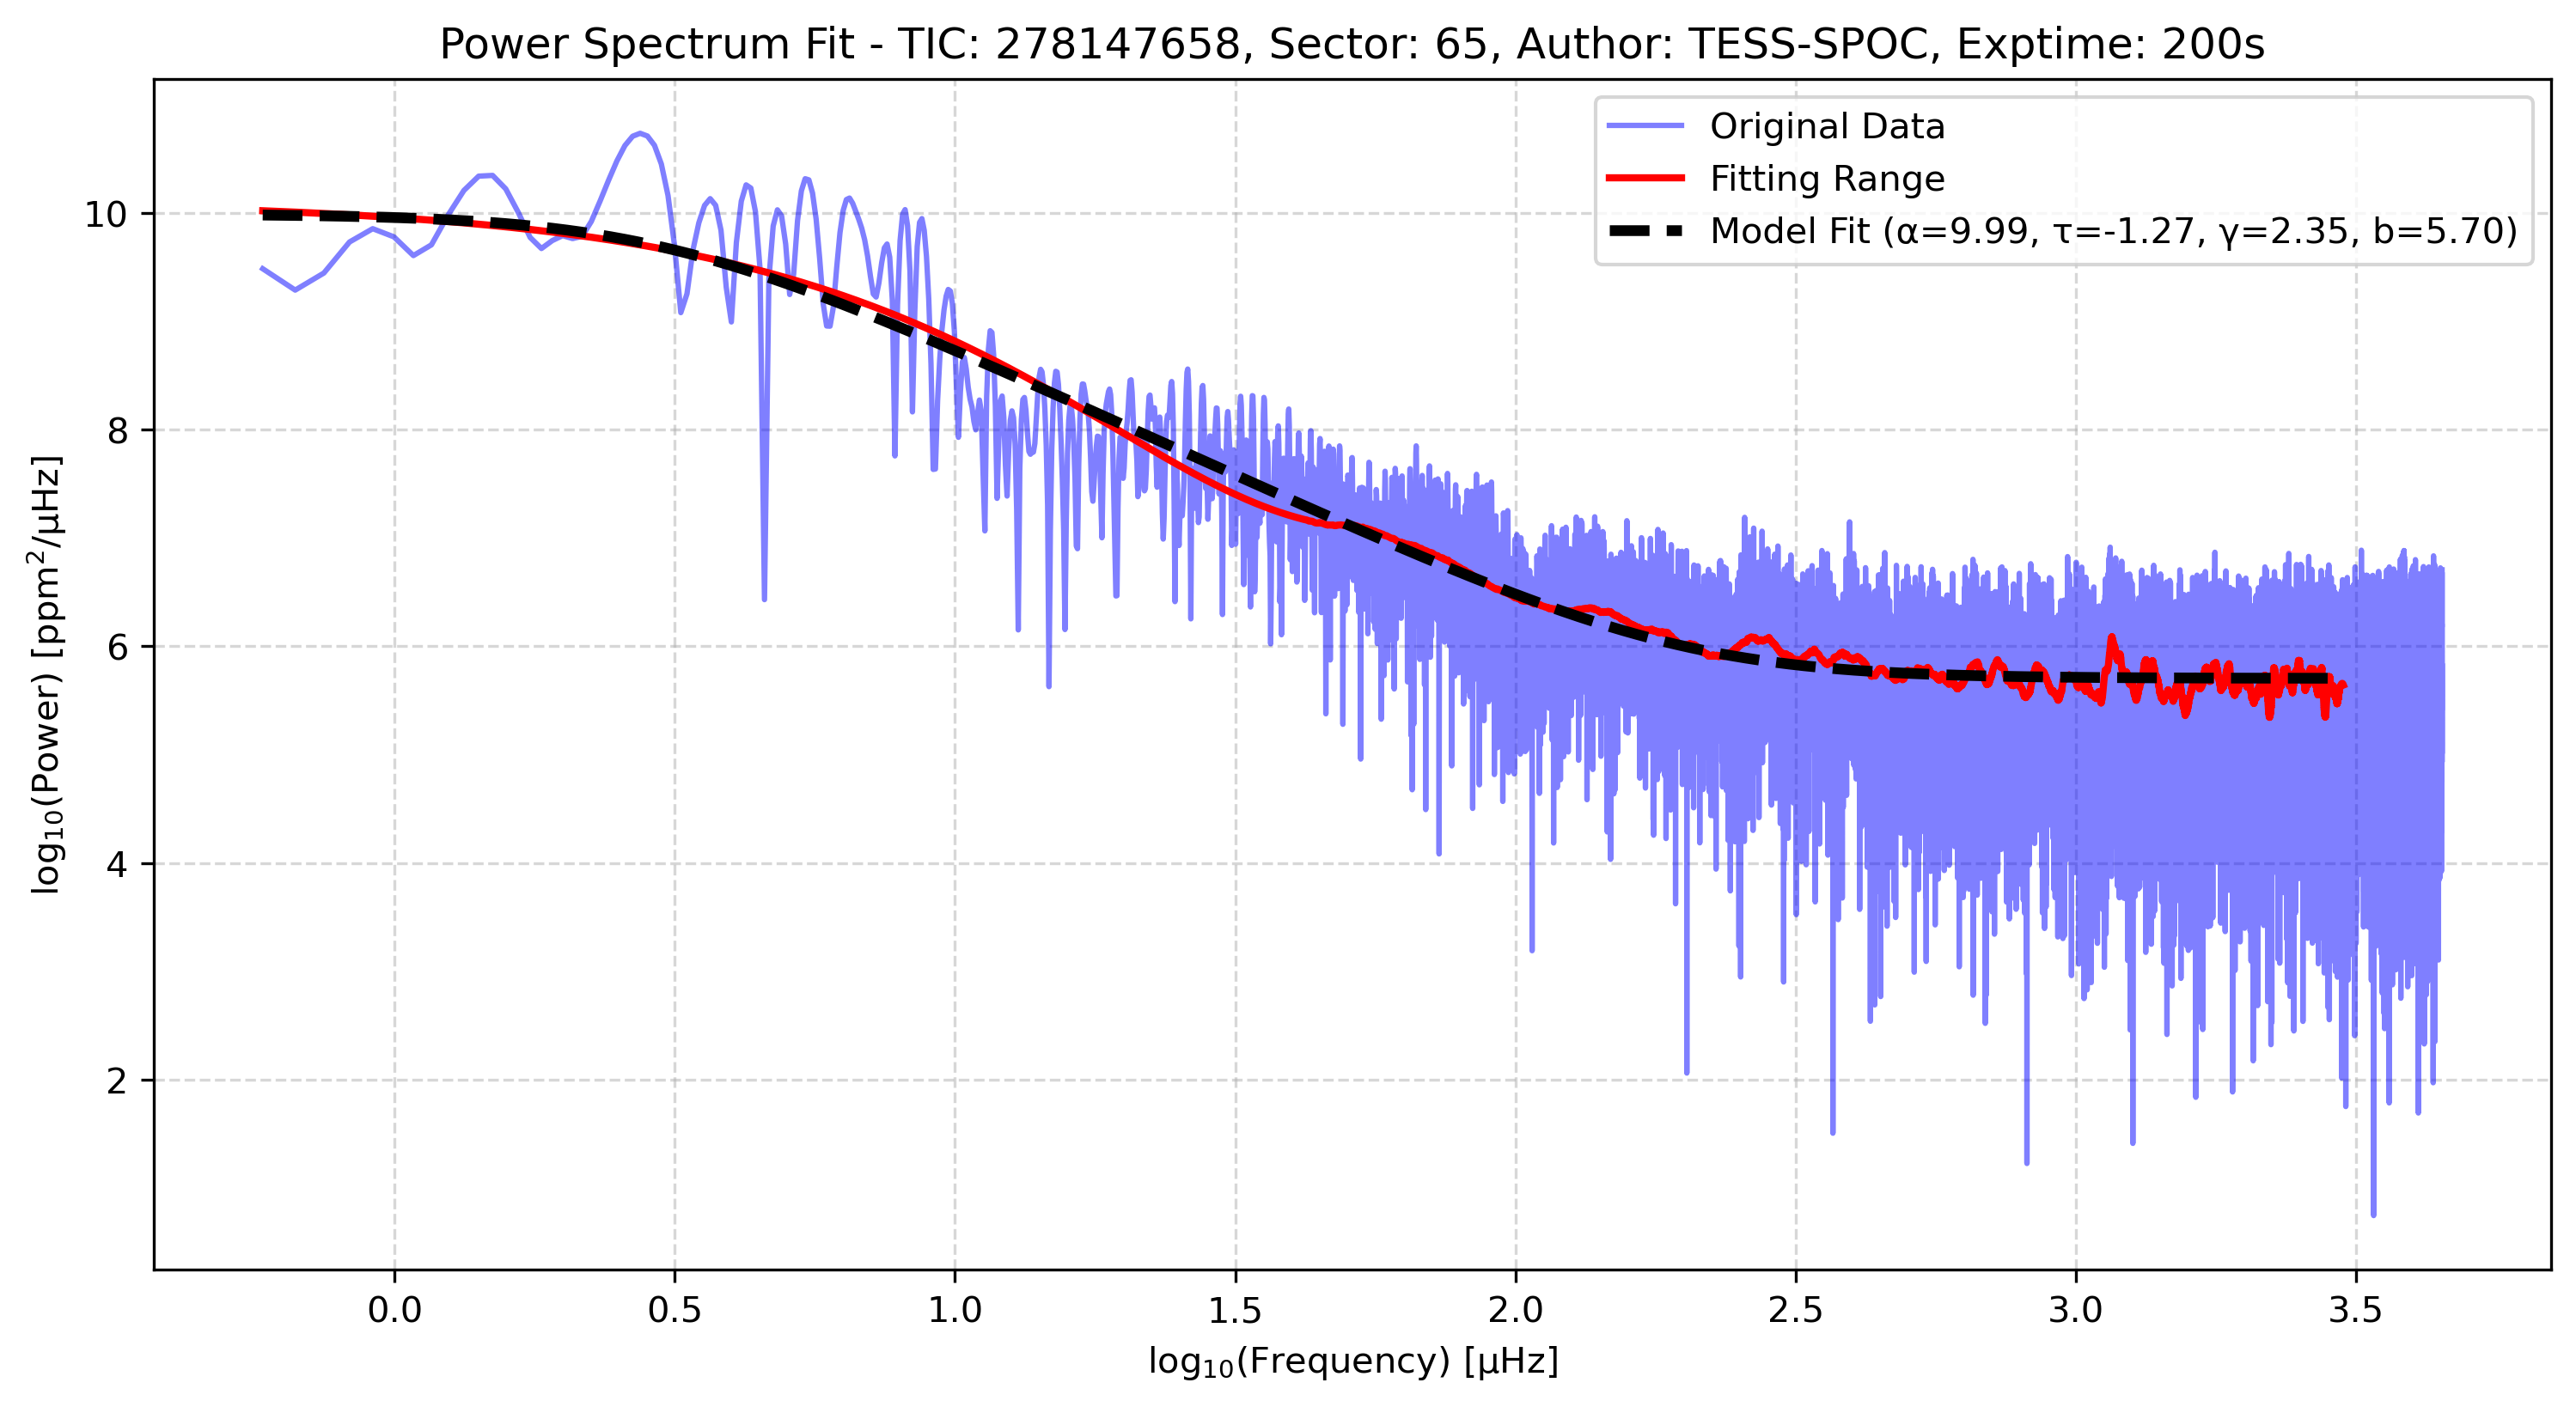 Power Spectrum Fit - TIC: 278147658, Sector: 65, Author: TESS-SPOC, Exptime: 200s
Original Data
Fitting Range
Model Fit (α=9.99, τ=-1.27, γ=2.35, b=5.70)
log₁₀(Power) [ppm²/μHz]
10
8
6
4
2
0.0 0.5 1.0 1.5 2.0 2.5 3.0 3.5
log₁₀(Frequency) [μHz]